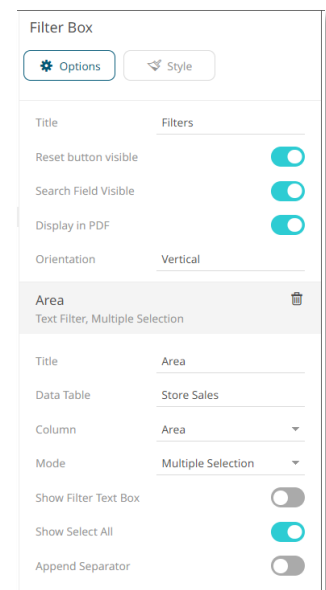 Filter Box
Options
Style
Title Filters
Reset button visible
Search Field Visible
Display in PDF
Orientation Vertical
Area
Text Filter, Multiple Selection
Title Area
Data Table Store Sales
Column Area
Mode Multiple Selection
Show Filter Text Box
Show Select All
Append Separator